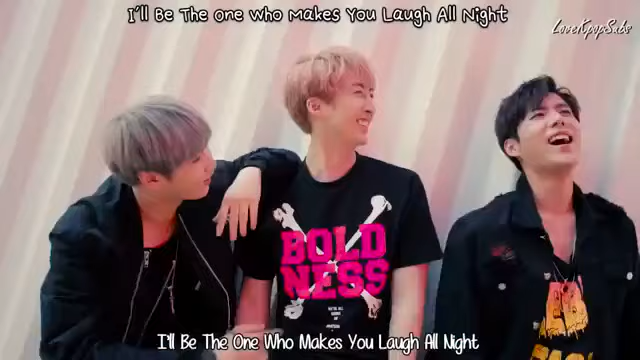 I'll Be The One Who Makes You Laugh All Night
LoveKpopSubs
BOLD
NESS
I'll Be The One Who Makes You Laugh All Night